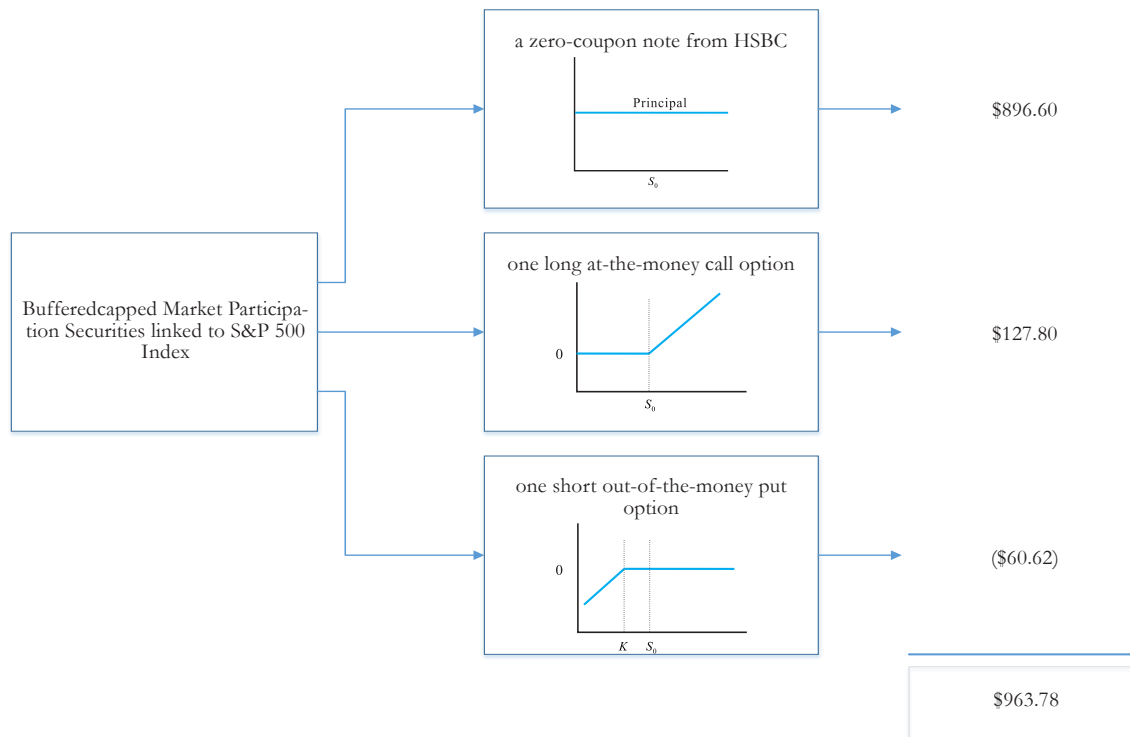 a zero-coupon note from HSBC
Principal
S₀
$896.60
Bufferedcapped Market Participa-
tion Securities linked to S&P 500
Index
one long at-the-money call option
0
S₀
$127.80
one short out-of-the-money put
option
0
K S₀
($60.62)
$963.78